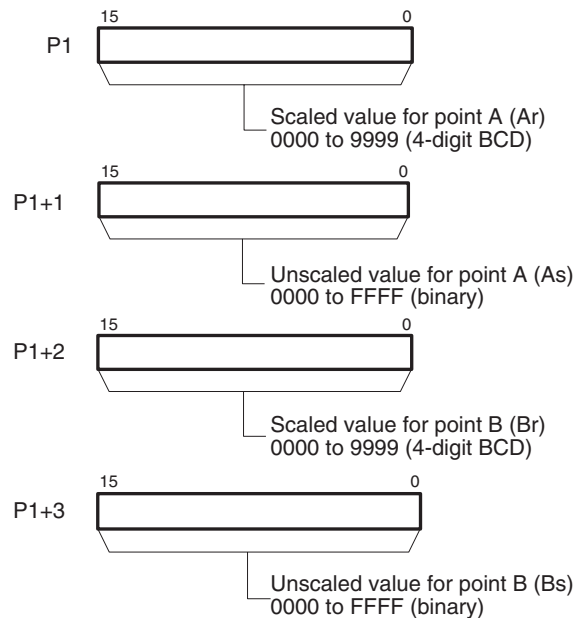 15 0
P1
Scaled value for point A (Ar)
0000 to 9999 (4-digit BCD)
15 0
P1+1
Unscaled value for point A (As)
0000 to FFFF (binary)
15 0
P1+2
Scaled value for point B (Br)
0000 to 9999 (4-digit BCD)
15 0
P1+3
Unscaled value for point B (Bs)
0000 to FFFF (binary)